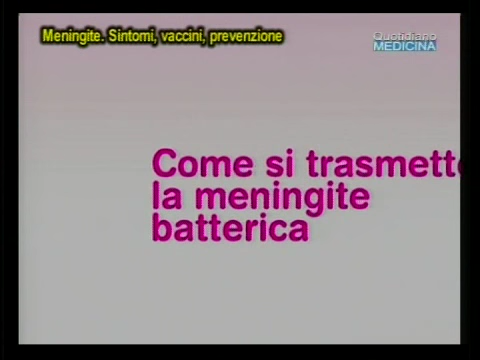 Meningite. Sintomi, vaccini, prevenzione
Quotidiano
MEDICINA
Come si trasmette
la meningite
batterica